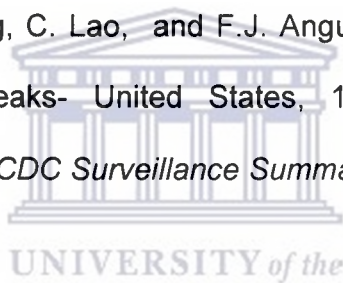 g, C. Lao, and F.J. Angu
eaks- United States, 1
CDC Surveillance Summa
UNIVERSITY of the